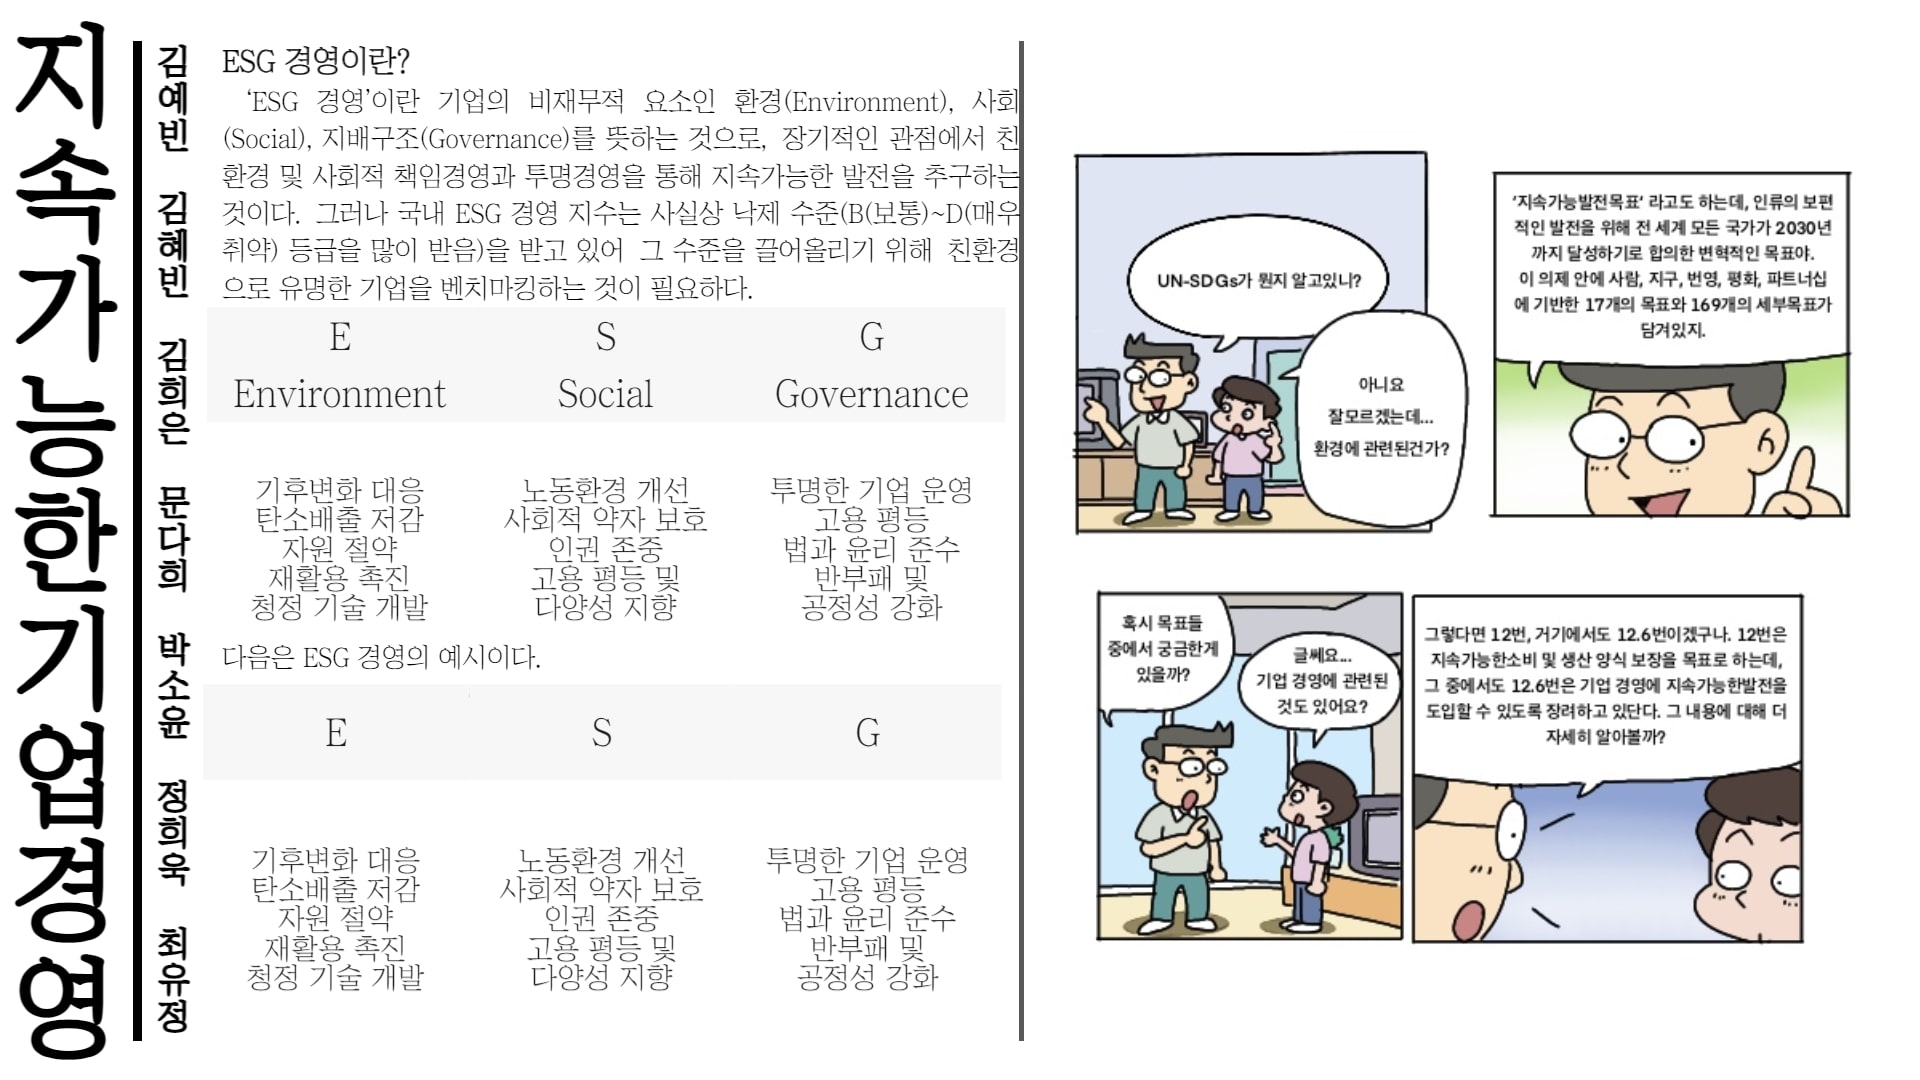 지속가능한기업경영
김예빈 김혜빈 김희은 문다희 박소윤 정희욱 최유정
ESG 경영이란?
‘ESG 경영’이란 기업의 비재무적 요소인 환경(Environment), 사회
(Social), 지배구조(Governance)를 뜻하는 것으로, 장기적인 관점에서 친
환경 및 사회적 책임경영과 투명경영을 통해 지속가능한 발전을 추구하는
것이다. 그러나 국내 ESG 경영 지수는 사실상 낙제 수준(B(보통)~D(매우
취약) 등급을 많이 받음)을 받고 있어 그 수준을 끌어올리기 위해 친환경
으로 유명한 기업을 벤치마킹하는 것이 필요하다.
E S G
Environment Social Governance
기후변화 대응 노동환경 개선 투명한 기업 운영
탄소배출 저감 사회적 약자 보호 고용 평등
자원 절약 인권 존중 법과 윤리 준수
재활용 촉진 고용 평등 및 반부패 및
청정 기술 개발 다양성 지향 공정성 강화
다음은 ESG 경영의 예시이다.
E S G
기후변화 대응 노동환경 개선 투명한 기업 운영
탄소배출 저감 사회적 약자 보호 고용 평등
자원 절약 인권 존중 법과 윤리 준수
재활용 촉진 고용 평등 및 반부패 및
청정 기술 개발 다양성 지향 공정성 강화
UN-SDGs가 뭔지 알고있니?
아니요
잘모르겠는데...
환경에 관련된건가?
‘지속가능발전목표‘ 라고도 하는데, 인류의 보편
적인 발전을 위해 전 세계 모든 국가가 2030년
까지 달성하기로 합의한 변혁적인 목표야.
이 의제 안에 사람, 지구, 번영, 평화, 파트너십
에 기반한 17개의 목표와 169개의 세부목표가
담겨있지.
혹시 목표들
중에서 궁금한게
있을까?
글쎄요...
기업 경영에 관련된
것도 있어요?
그렇다면 12번, 거기에서도 12.6번이겠구나. 12번은
지속가능한소비 및 생산 양식 보장을 목표로 하는데,
그 중에서도 12.6번은 기업 경영에 지속가능한발전을
도입할 수 있도록 장려하고 있단다. 그 내용에 대해 더
자세히 알아볼까?